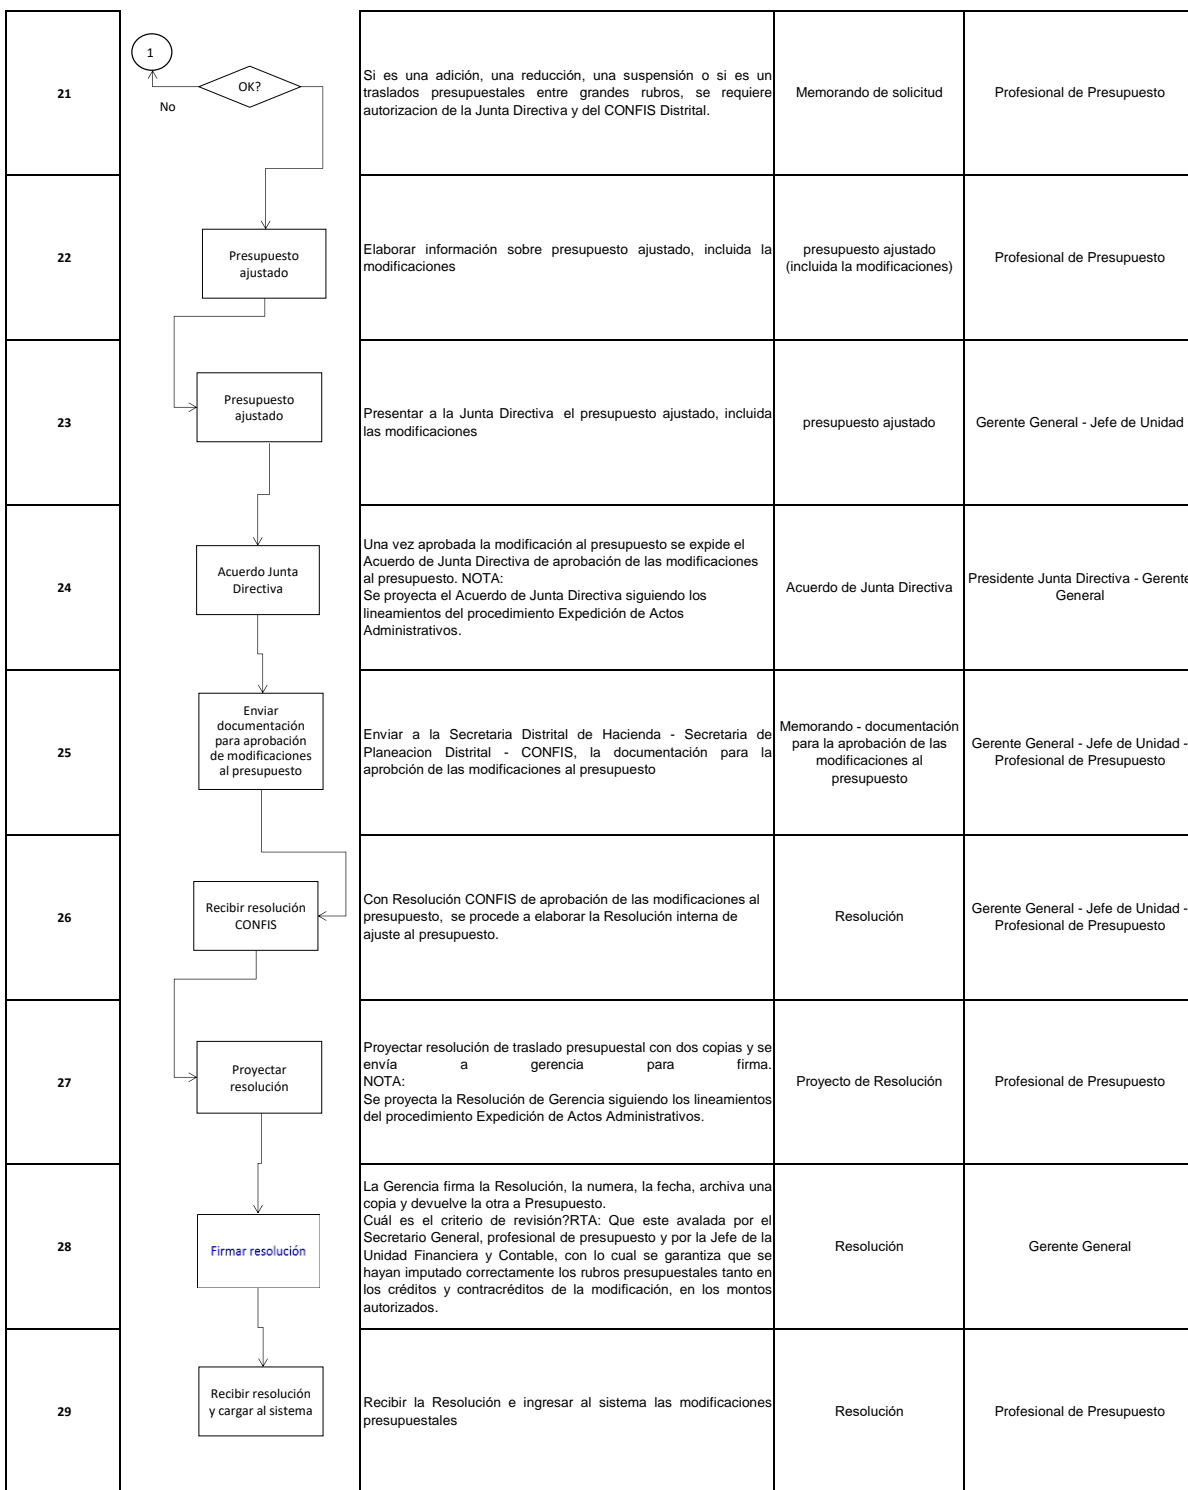 21
1
OK?
No
Si es una adición, una reducción, una suspensión o si es un
traslados presupuestales entre grandes rubros, se requiere
autorizacion de la Junta Directiva y del CONFIS Distrital.
Memorando de solicitud
Profesional de Presupuesto
22
Presupuesto
ajustado
Elaborar información sobre presupuesto ajustado, incluida la
modificaciones
presupuesto ajustado
(incluida la modificaciones)
Profesional de Presupuesto
23
Presupuesto
ajustado
Presentar a la Junta Directiva el presupuesto ajustado, incluida
las modificaciones
presupuesto ajustado
Gerente General - Jefe de Unidad
24
Acuerdo Junta
Directiva
Una vez aprobada la modificación al presupuesto se expide el
Acuerdo de Junta Directiva de aprobación de las modificaciones
al presupuesto. NOTA:
Se proyecta el Acuerdo de Junta Directiva siguiendo los
lineamientos del procedimiento Expedición de Actos
Administrativos.
Acuerdo de Junta Directiva
Presidente Junta Directiva - Gerente
General
25
Enviar
documentación
para aprobación
de modificaciones
al presupuesto
Enviar a la Secretaria Distrital de Hacienda - Secretaria de
Planeacion Distrital - CONFIS, la documentación para la
aprobción de las modificaciones al presupuesto
Memorando - documentación
para la aprobación de las
modificaciones al
presupuesto
Gerente General - Jefe de Unidad -
Profesional de Presupuesto
26
Recibir resolución
CONFIS
Con Resolución CONFIS de aprobación de las modificaciones al
presupuesto, se procede a elaborar la Resolución interna de
ajuste al presupuesto.
Resolución
Gerente General - Jefe de Unidad -
Profesional de Presupuesto
27
Proyectar
resolución
Proyectar resolución de traslado presupuestal con dos copias y se
envía a gerencia para firma.
NOTA:
Se proyecta la Resolución de Gerencia siguiendo los lineamientos
del procedimiento Expedición de Actos Administrativos.
Proyecto de Resolución
Profesional de Presupuesto
28
Firmar resolución
La Gerencia firma la Resolución, la numera, la fecha, archiva una
copia y devuelve la otra a Presupuesto.
Cuál es el criterio de revisión?RTA: Que este avalada por el
Secretario General, profesional de presupuesto y por la Jefe de la
Unidad Financiera y Contable, con lo cual se garantiza que se
hayan imputado correctamente los rubros presupuestales tanto en
los créditos y contracréditos de la modificación, en los montos
autorizados.
Resolución
Gerente General
29
Recibir resolución
y cargar al sistema
Recibir la Resolución e ingresar al sistema las modificaciones
presupuestales
Resolución
Profesional de Presupuesto